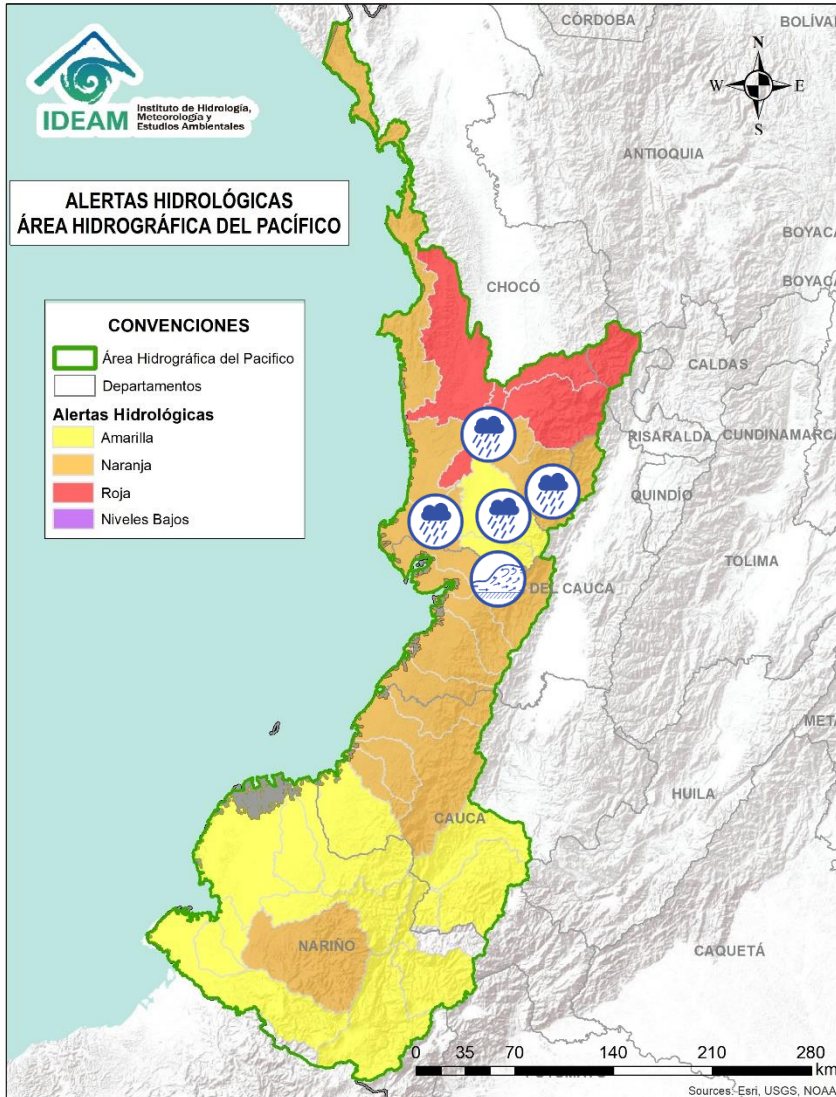 CÓRDOBA
BOLÍVA
IDEAM
Instituto de Hidrología,
Meteorología y
Estudios Ambientales
N
W
E
S
ANTIOQUIA
ALERTAS HIDROLÓGICAS
ÁREA HIDROGRÁFICA DEL PACÍFICO
BOYACÁ
CHOCÓ
BOYACÁ
CONVENCIONES
Área Hidrográfica del Pacifico
Departamentos
Alertas Hidrológicas
Amarilla
Naranja
Roja
Niveles Bajos
CALDAS
RISARALDA
CUNDINAMARCA
QUINDÍO
TOLIMA
DEL CAUCA
META
HUILA
CAUCA
NARIÑO
CAQUETÁ
0 35 70 140 210 280
km
Sources: Esri, USGS, NOAA